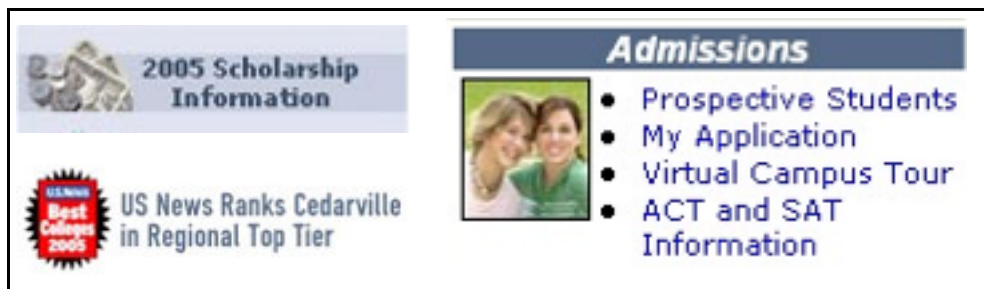 2005 Scholarship
Information
U.S.News
Best
Colleges
2005
US News Ranks Cedarville
in Regional Top Tier
Admissions
• Prospective Students
• My Application
• Virtual Campus Tour
• ACT and SAT
Information